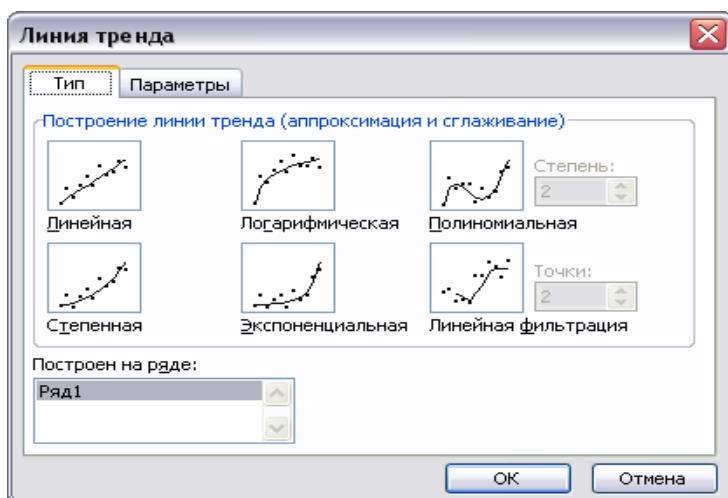 Линия тренда
Тип Параметры
Построение линии тренда (аппроксимация и сглаживание)
Степень:
2
Линейная Логарифмическая Полиномиальная
Точки:
2
Степенная Экспоненциальная Линейная фильтрация
Построен на ряде:
Ряд1
ОК Отмена